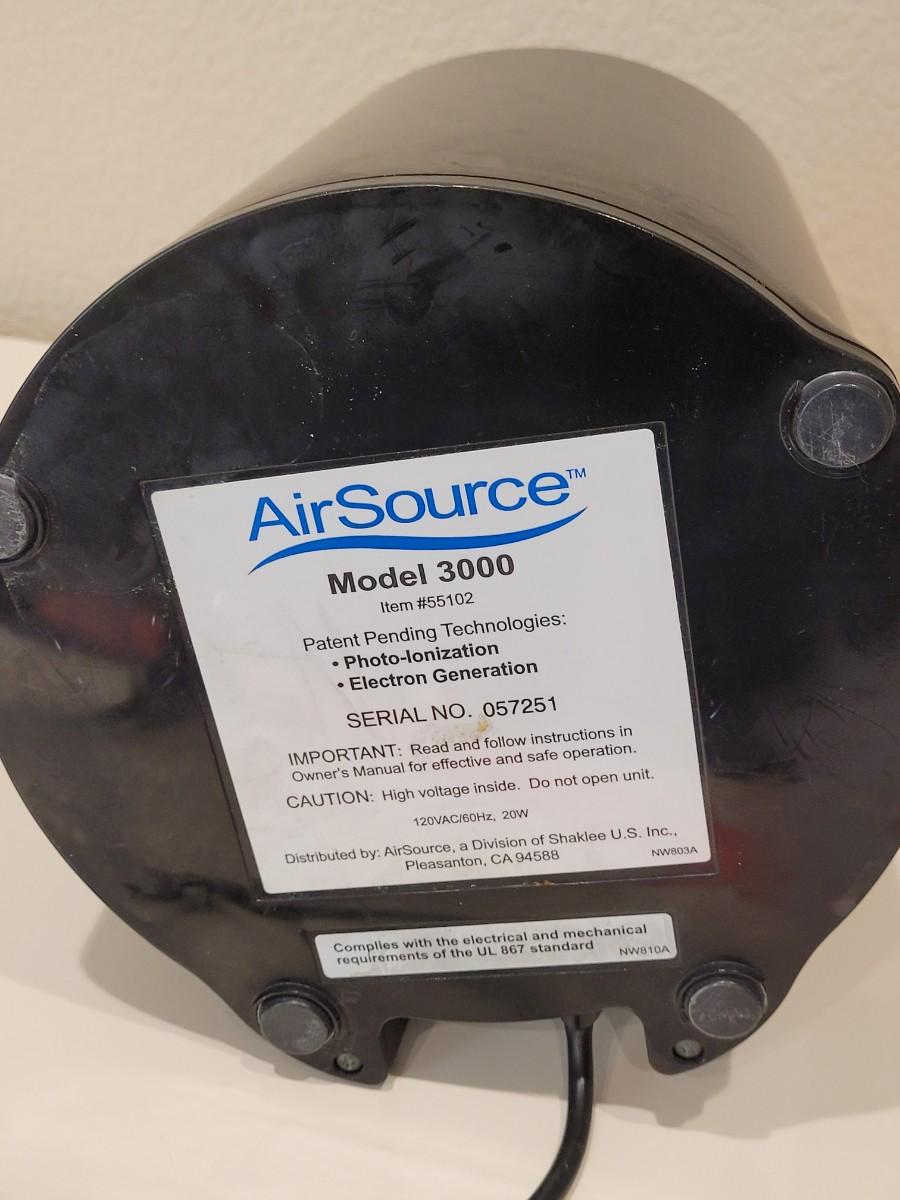 AirSource™
Model 3000
Item #55102
Patent Pending Technologies:
• Photo-Ionization
• Electron Generation
SERIAL NO. 057251
IMPORTANT: Read and follow instructions in
Owner's Manual for effective and safe operation.
CAUTION: High voltage inside. Do not open unit.
120VAC/60Hz, 20W
Distributed by: AirSource, a Division of Shaklee U.S. Inc.,
Pleasanton, CA 94588
NW803A
Complies with the electrical and mechanical
requirements of the UL 867 standard
NW810A